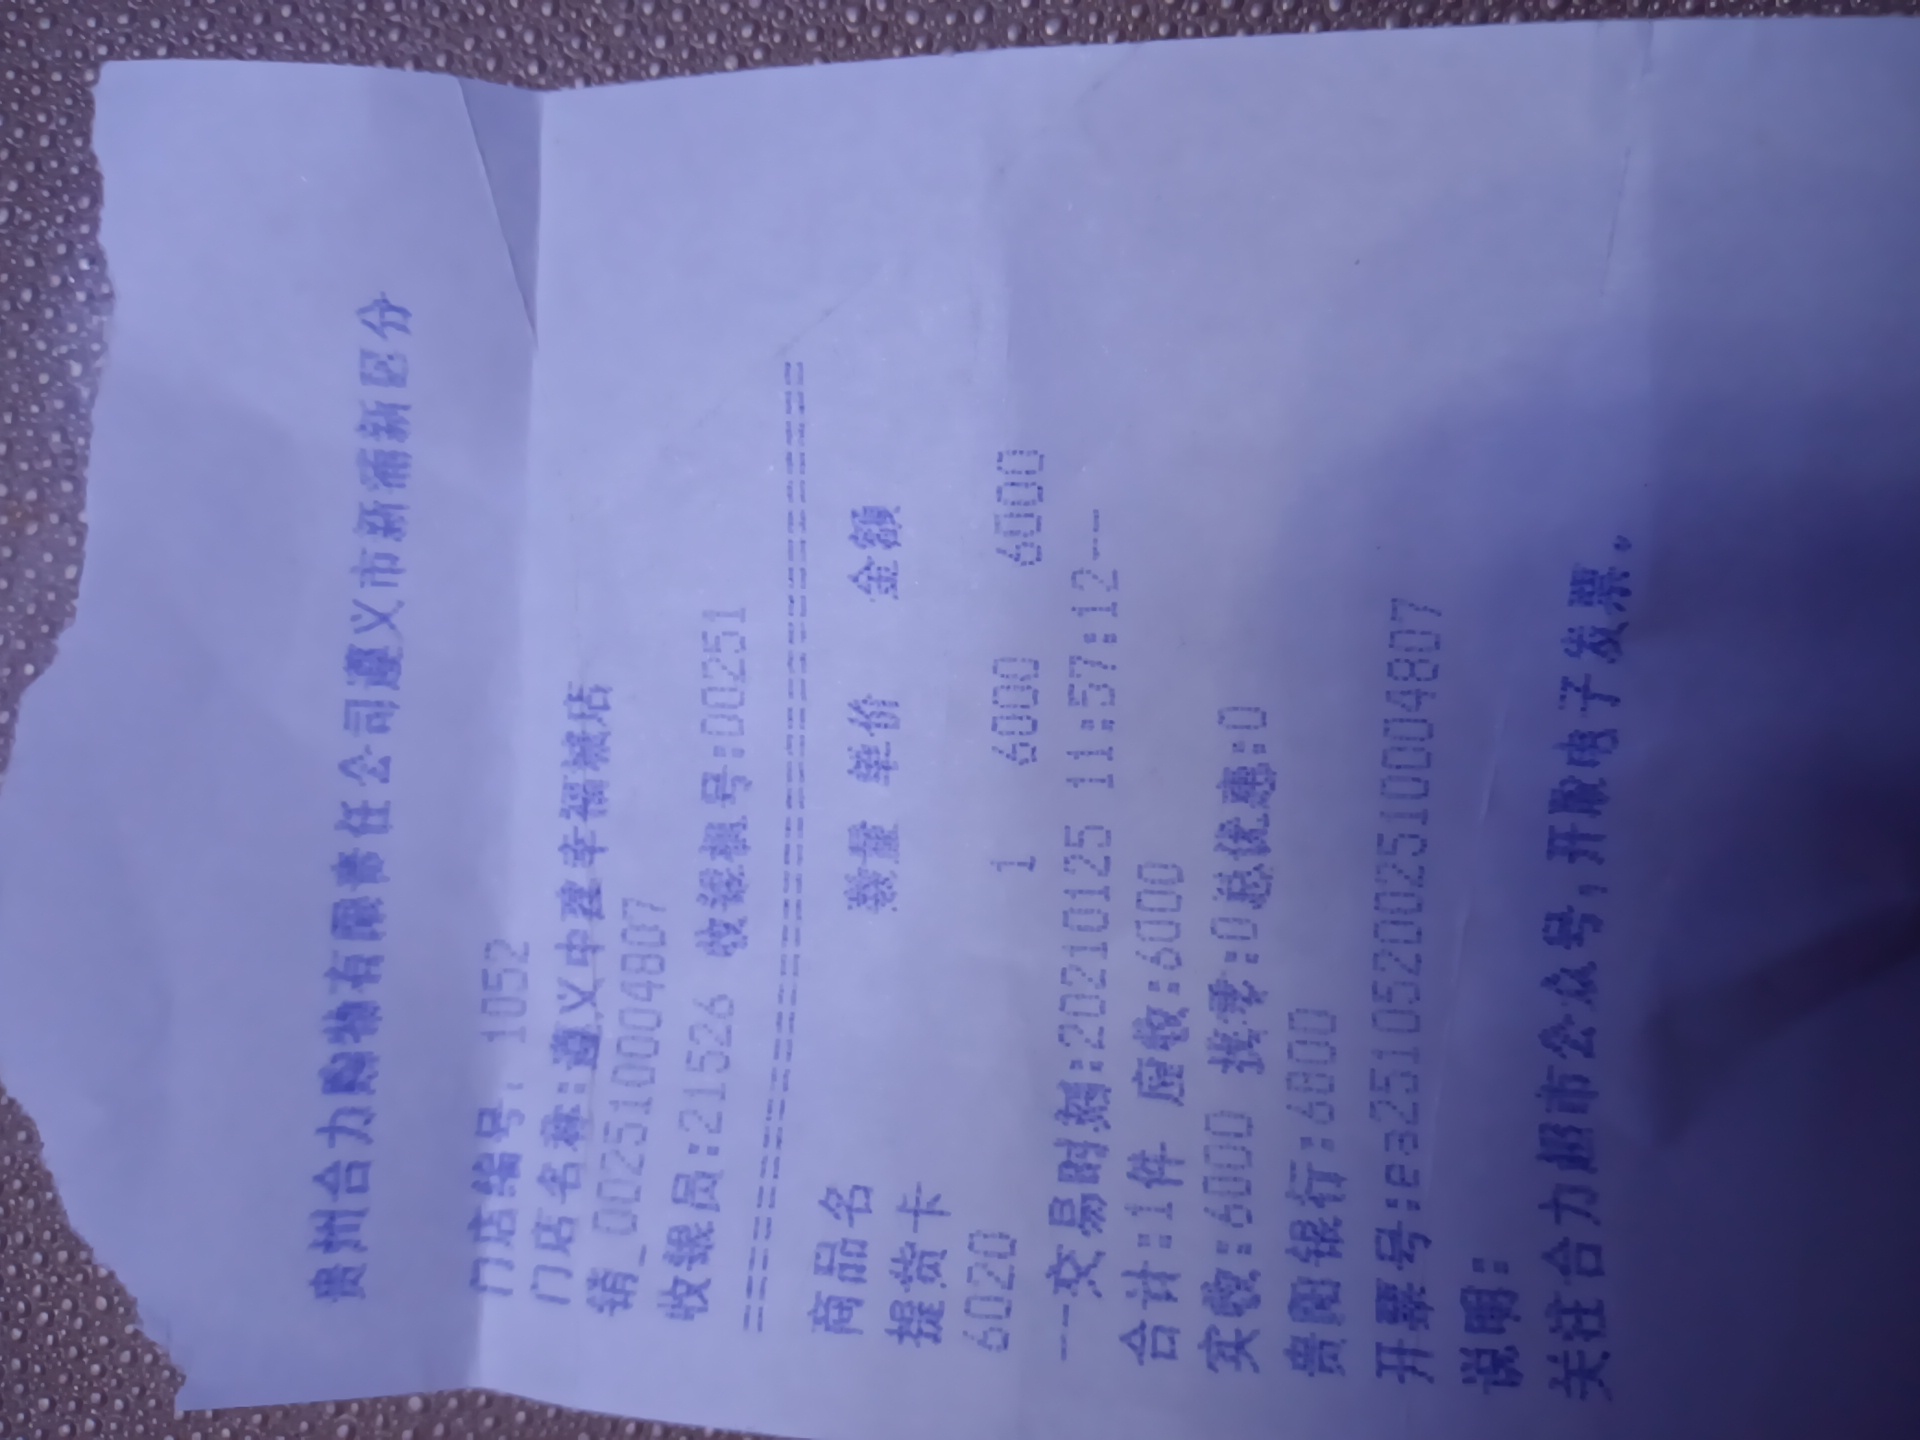 贵州合力购物有限责任公司遵义市新蒲新区分
门店编号: 1052
门店名称:遵义中建幸福城店
销_002510004807
收银员:21526 收银机号:00251
==========================================
商品名 数量 单价 金额
提货卡
6020 1 6000 6000
---交易时刻:20210125 11:57:12---
合计:1件 应收:6000
实收:6000 找零:0总优惠:0
贵阳银行:6000
开票号:ea251052002510004807
说明:
关注合力超市公众号,开取电子发票。